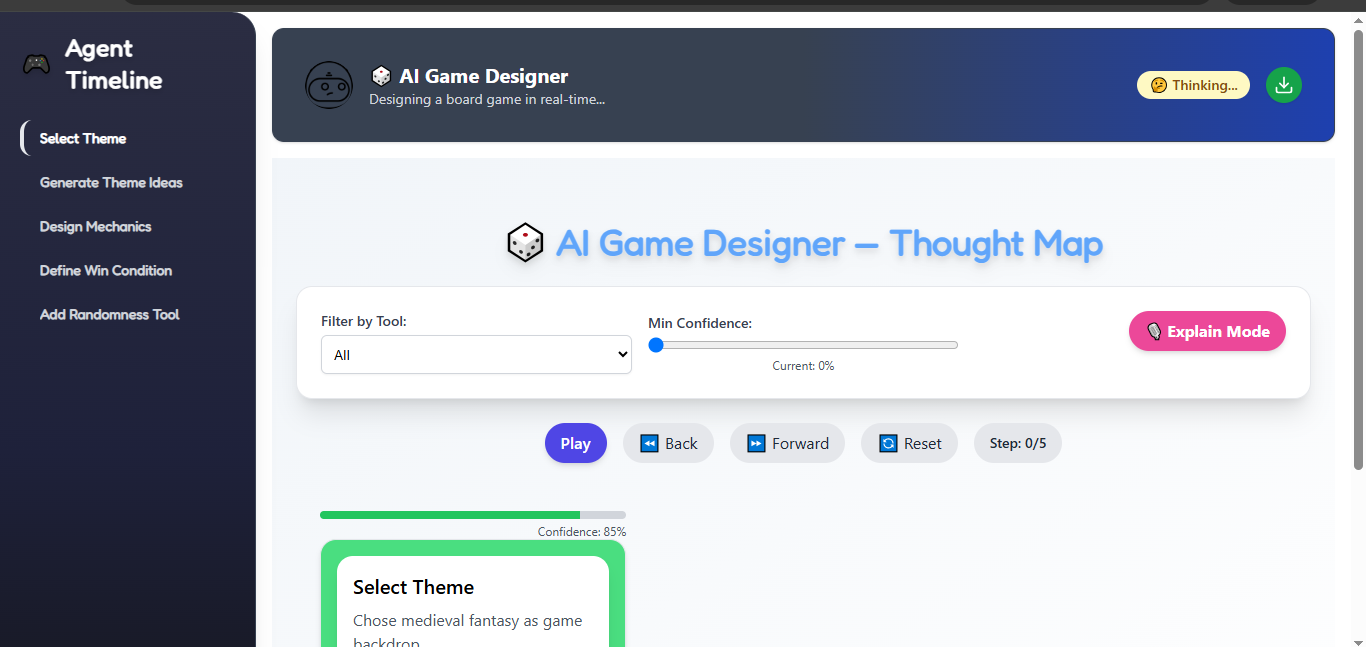 Agent
Timeline
Select Theme
Generate Theme Ideas
Design Mechanics
Define Win Condition
Add Randomness Tool
🎲 AI Game Designer
Designing a board game in real-time...
🤔 Thinking...
🎲 AI Game Designer — Thought Map
Filter by Tool:
All
Min Confidence:
Current: 0%
🎙️ Explain Mode
Play
⏪ Back
⏩ Forward
🔄 Reset
Step: 0/5
Confidence: 85%
Select Theme
Chose medieval fantasy as game
backdrop